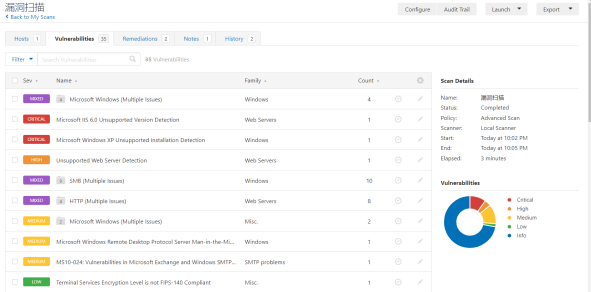 漏洞扫描
Back to My Scans
Configure Audit Trail Launch Export
Hosts 1 Vulnerabilities 35 Remediations 2 Notes 1 History 2
Filter Search Vulnerabilities 35 Vulnerabilities
Sev Name Family Count
MIXED Microsoft Windows (Multiple Issues) Windows 4
CRITICAL Microsoft IIS 6.0 Unsupported Version Detection Web Servers 1
CRITICAL Microsoft Windows XP Unsupported Installation Detection Windows 1
HIGH Unsupported Web Server Detection Web Servers 1
MIXED SMB (Multiple Issues) Windows 10
MIXED HTTP (Multiple Issues) Web Servers 8
MEDIUM 2 Microsoft Windows (Multiple Issues) Misc. 2
MEDIUM Microsoft Windows Remote Desktop Protocol Server Man-in-the-Mi... Windows 1
MEDIUM MS10-024: Vulnerabilities in Microsoft Exchange and Windows SMTP... SMTP problems 1
LOW Terminal Services Encryption Level is not FIPS-140 Compliant Misc. 1
Scan Details
Name: 漏洞扫描
Status: Completed
Policy: Advanced Scan
Scanner: Local Scanner
Start: Today at 10:02 PM
End: Today at 10:05 PM
Elapsed: 3 minutes
Vulnerabilities
Critical
High
Medium
Low
Info